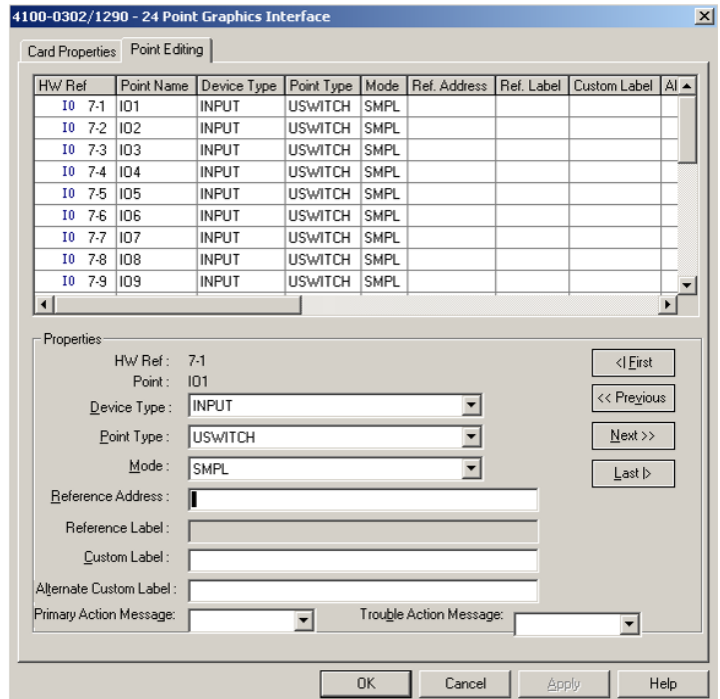 4100-0302/1290 - 24 Point Graphics Interface
Card Properties Point Editing
HW Ref Point Name Device Type Point Type Mode Ref. Address Ref. Label Custom Label Al
IO 7-1 IO1 INPUT USWITCH SMPL
IO 7-2 IO2 INPUT USWITCH SMPL
IO 7-3 IO3 INPUT USWITCH SMPL
IO 7-4 IO4 INPUT USWITCH SMPL
IO 7-5 IO5 INPUT USWITCH SMPL
IO 7-6 IO6 INPUT USWITCH SMPL
IO 7-7 IO7 INPUT USWITCH SMPL
IO 7-8 IO8 INPUT USWITCH SMPL
IO 7-9 IO9 INPUT USWITCH SMPL
Properties
HW Ref : 7-1
Point : IO1
Device Type : INPUT
Point Type : USWITCH
Mode : SMPL
Reference Address :
Reference Label :
Custom Label :
Alternate Custom Label :
Primary Action Message: Trouble Action Message:
<| First
<< Previous
Next >>
Last |>
OK Cancel Apply Help